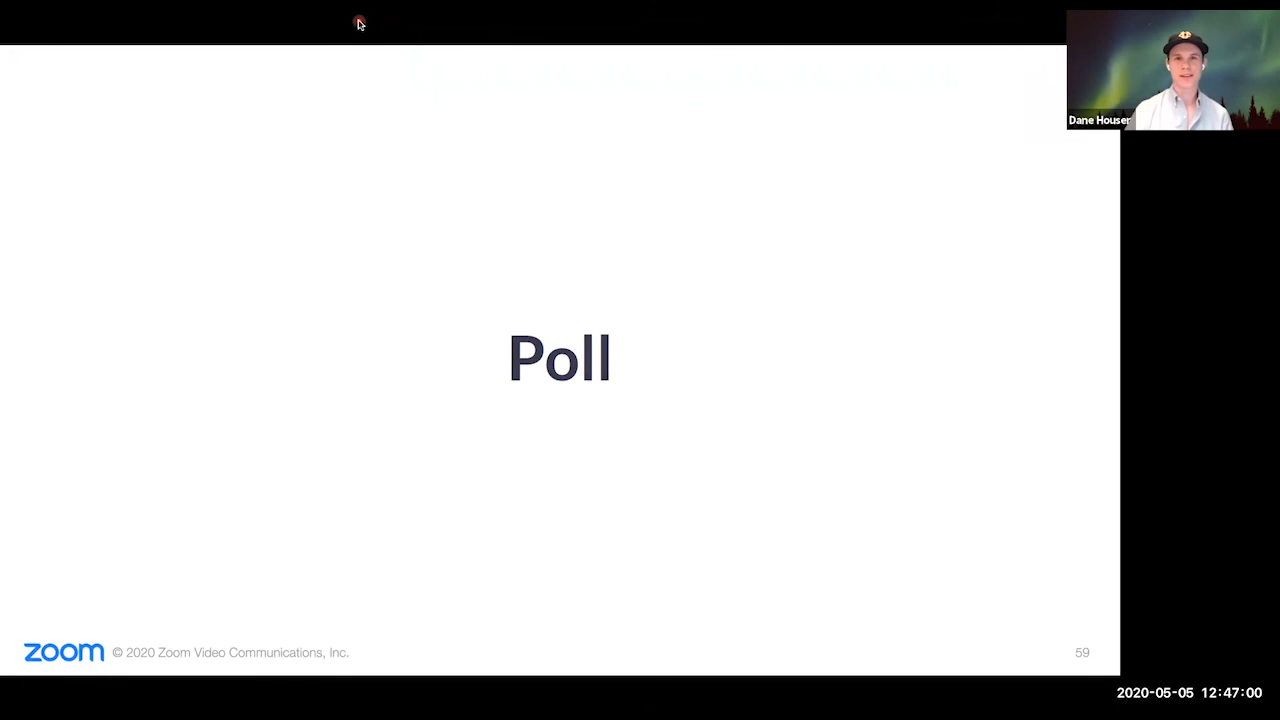 Dane Houser
Poll
zoom © 2020 Zoom Video Communications, Inc.
59
2020-05-05 12:47:00